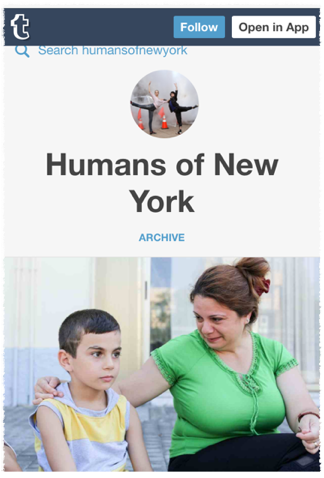 t
Follow
Open in App
Search humansofnewyork
Humans of New
York
ARCHIVE